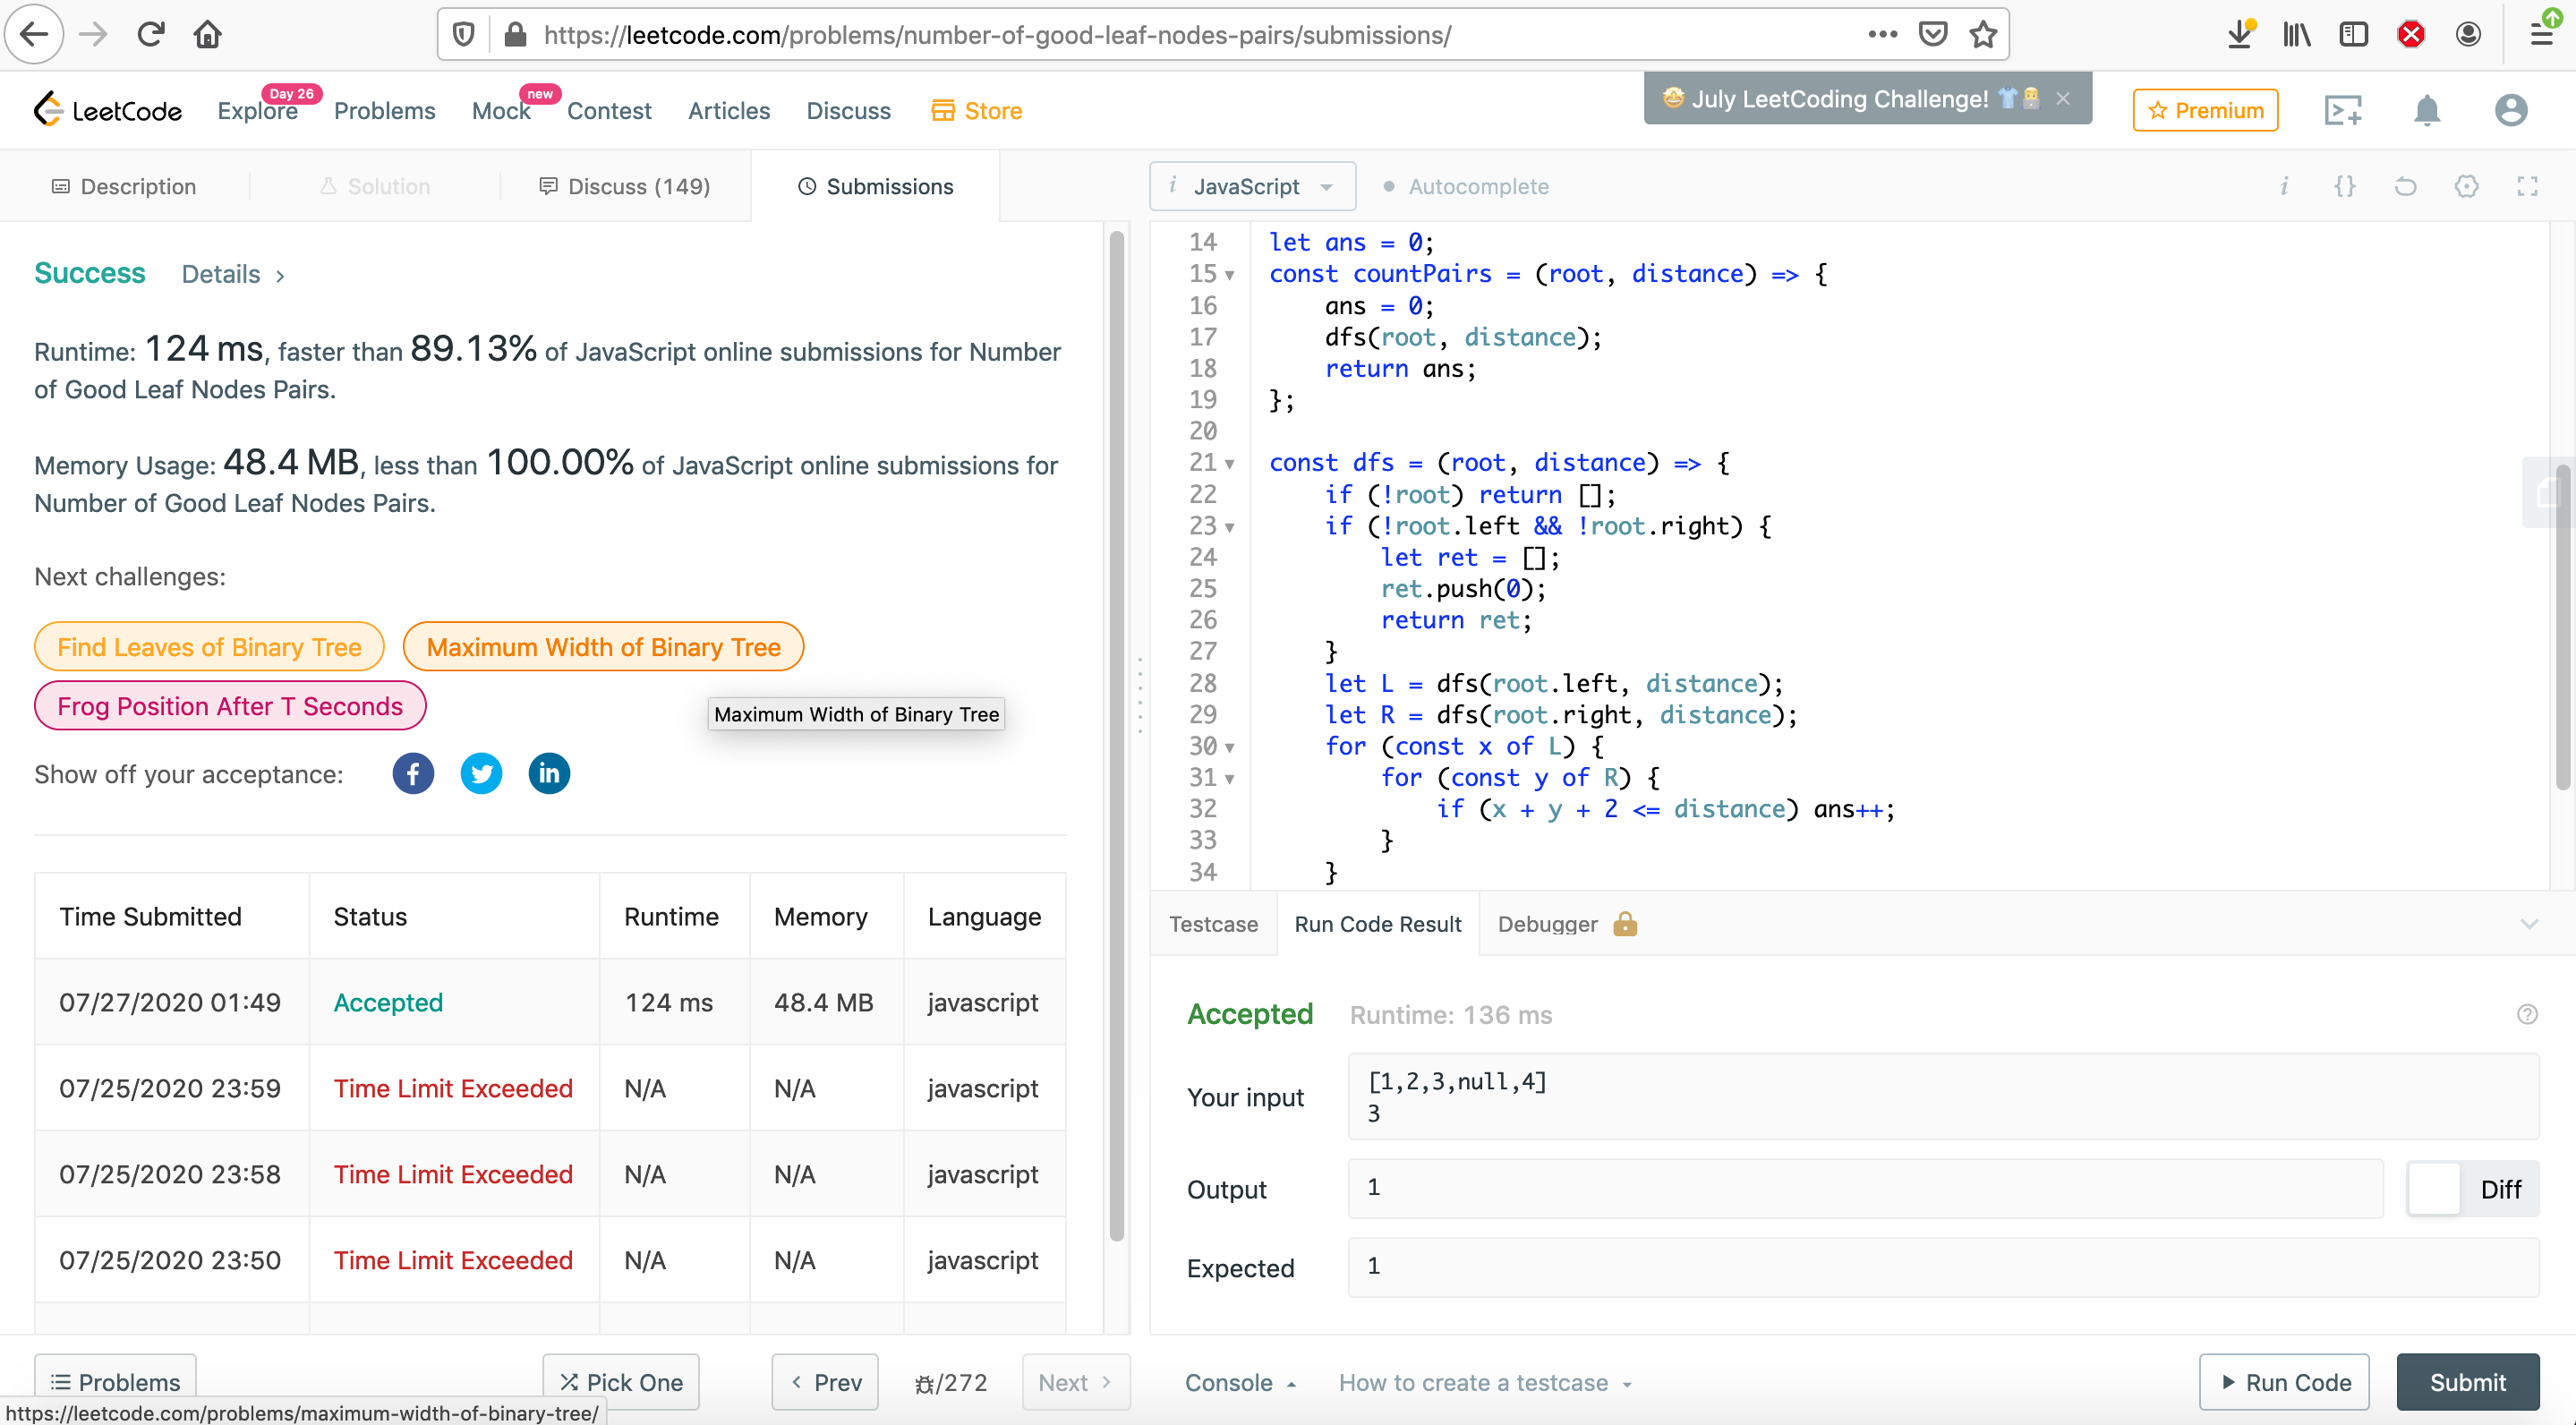 https://leetcode.com/problems/number-of-good-leaf-nodes-pairs/submissions/
LeetCode
Explore
Day 26
Problems
Mock
new
Contest
Articles
Discuss
Store
July LeetCoding Challenge!
Premium
Description
Solution
Discuss (149)
Submissions
i JavaScript
Autocomplete
Success Details
Runtime: 124 ms, faster than 89.13% of JavaScript online submissions for Number
of Good Leaf Nodes Pairs.
Memory Usage: 48.4 MB, less than 100.00% of JavaScript online submissions for
Number of Good Leaf Nodes Pairs.
Next challenges:
Find Leaves of Binary Tree
Maximum Width of Binary Tree
Frog Position After T Seconds
Maximum Width of Binary Tree
Show off your acceptance:
Time Submitted Status Runtime Memory Language
07/27/2020 01:49 Accepted 124 ms 48.4 MB javascript
07/25/2020 23:59 Time Limit Exceeded N/A N/A javascript
07/25/2020 23:58 Time Limit Exceeded N/A N/A javascript
07/25/2020 23:50 Time Limit Exceeded N/A N/A javascript
14 let ans = 0;
15 const countPairs = (root, distance) => {
16 ans = 0;
17 dfs(root, distance);
18 return ans;
19 };
20
21 const dfs = (root, distance) => {
22 if (!root) return [];
23 if (!root.left && !root.right) {
24 let ret = [];
25 ret.push(0);
26 return ret;
27 }
28 let L = dfs(root.left, distance);
29 let R = dfs(root.right, distance);
30 for (const x of L) {
31 for (const y of R) {
32 if (x + y + 2 <= distance) ans++;
33 }
34 }
Testcase
Run Code Result
Debugger
Accepted Runtime: 136 ms
Your input
[1,2,3,null,4]
3
Output
1
Diff
Expected
1
Problems
Pick One
Prev
/272
Next
Console
How to create a testcase
Run Code
Submit
https://leetcode.com/problems/maximum-width-of-binary-tree/